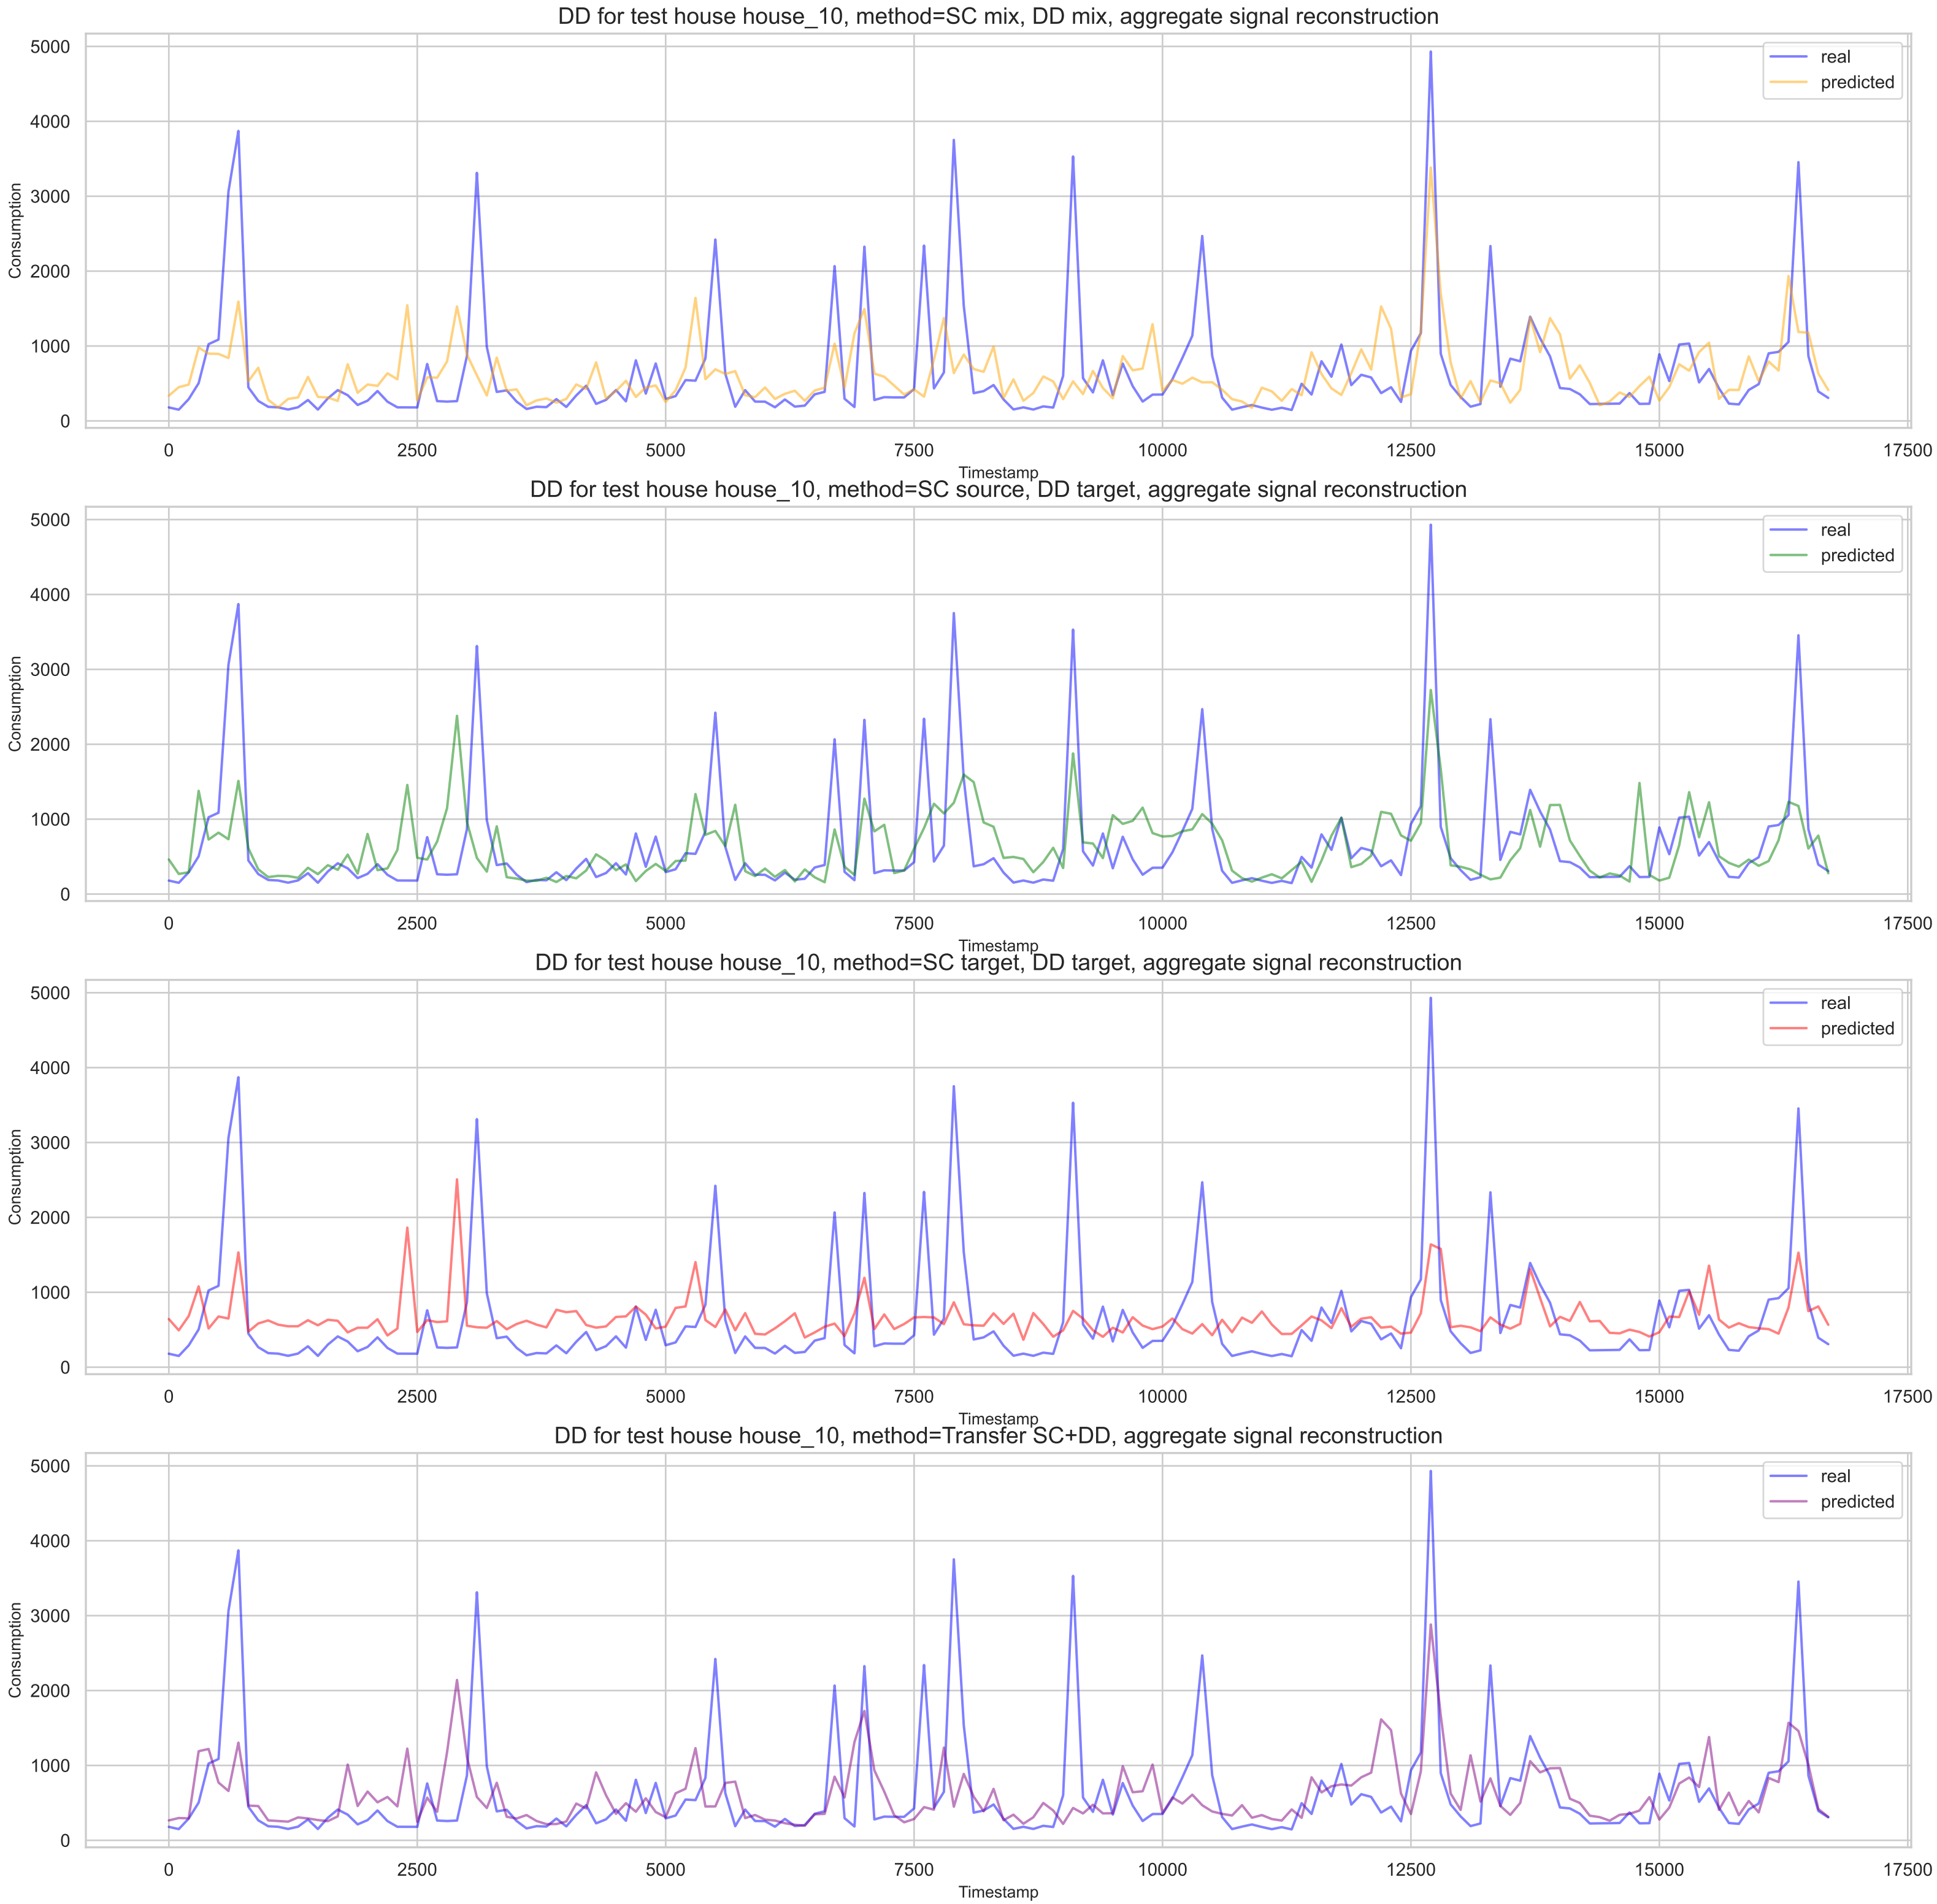 DD for test house house_10, method=SC mix, DD mix, aggregate signal reconstruction
5000
4000
3000
2000
1000
0
Consumption
real
predicted
0 2500 5000 7500 10000 12500 15000 17500
Timestamp
DD for test house house_10, method=SC source, DD target, aggregate signal reconstruction
5000
4000
3000
2000
1000
0
Consumption
real
predicted
0 2500 5000 7500 10000 12500 15000 17500
Timestamp
DD for test house house_10, method=SC target, DD target, aggregate signal reconstruction
5000
4000
3000
2000
1000
0
Consumption
real
predicted
0 2500 5000 7500 10000 12500 15000 17500
Timestamp
DD for test house house_10, method=Transfer SC+DD, aggregate signal reconstruction
5000
4000
3000
2000
1000
0
Consumption
real
predicted
0 2500 5000 7500 10000 12500 15000 17500
Timestamp